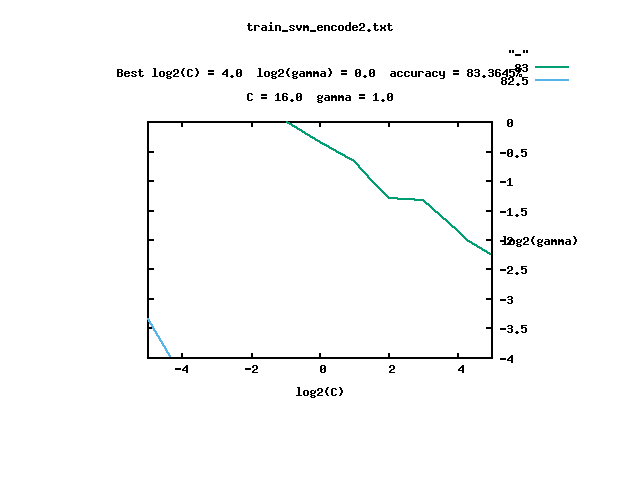 train_svm_encode2.txt
"-"
Best log2(C) = 4.0 log2(gamma) = 0.0 accuracy = 83.3645%
83
82.5
C = 16.0 gamma = 1.0
0
-0.5
-1
-1.5
-2
log2(gamma)
-2.5
-3
-3.5
-4
-4 -2 0 2 4
log2(C)